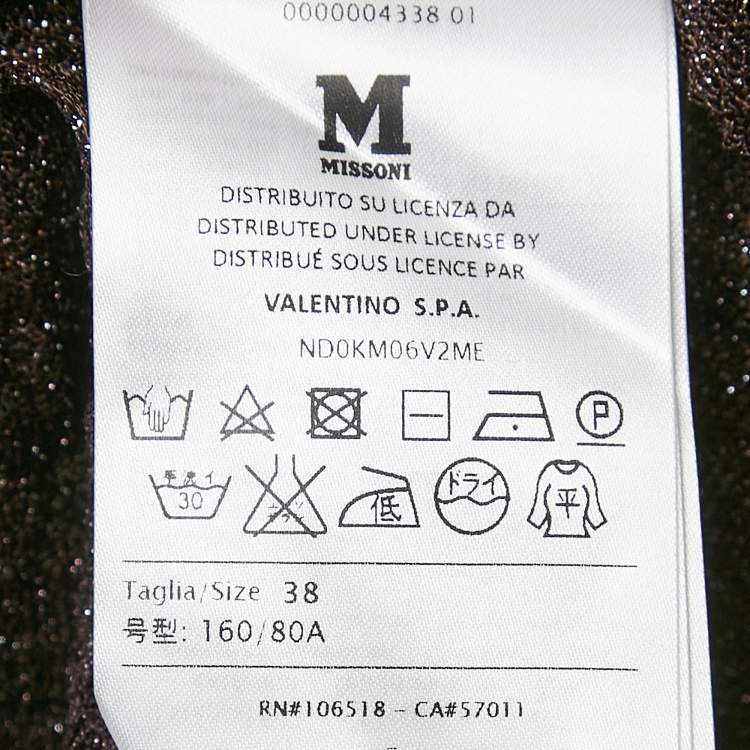 0000004338 01
M
MISSONI
DISTRIBUITO SU LICENZA DA
DISTRIBUTED UNDER LICENSE BY
DISTRIBUÉ SOUS LICENCE PAR
VALENTINO S.P.A.
ND0KM06V2ME
P
手洗イ
30
低
ドライ
平
Taglia/Size 38
号型: 160/80A
RN#106518 - CA#57011